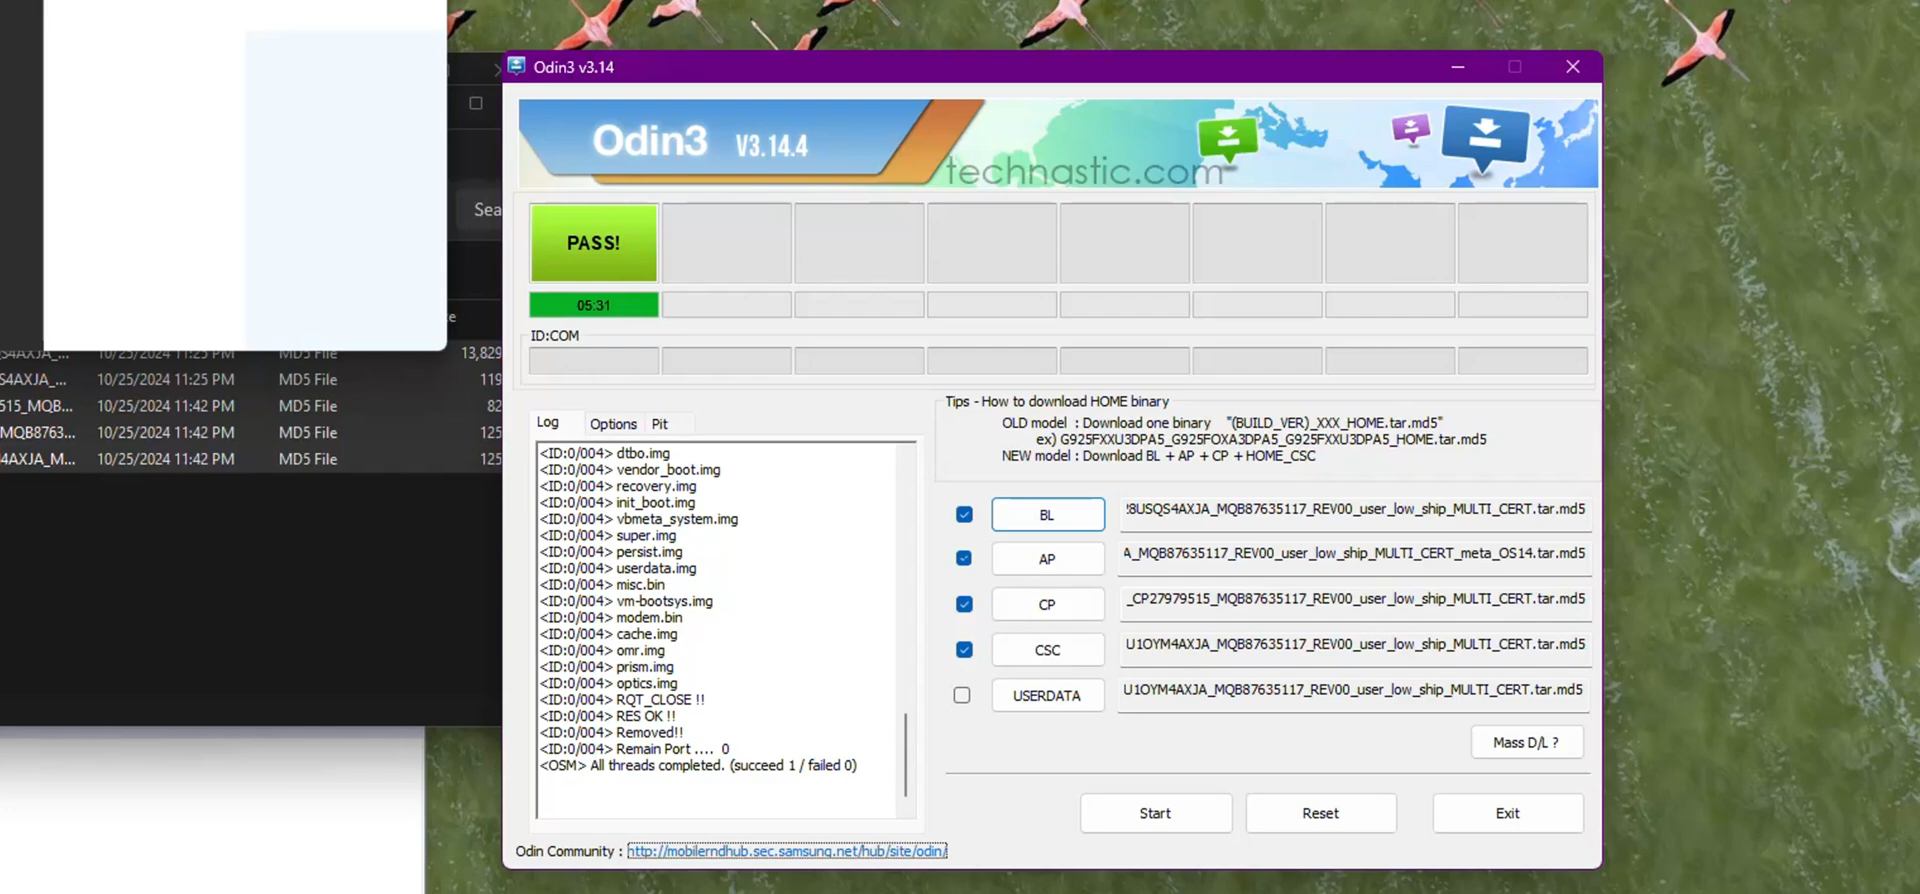 Odin3 v3.14
Odin3 V3.14.4
technastic.com
Sea
PASS!
05:31
ID:COM
10/25/2024 11:25 PM MD5 File 13,829
S4AXJA_... 10/25/2024 11:25 PM MD5 File 119
515_MQB... 10/25/2024 11:42 PM MD5 File 82
MQB8763... 10/25/2024 11:42 PM MD5 File 125
4AXJA_M... 10/25/2024 11:42 PM MD5 File 125
Log Options Pit
<ID:0/004> dtbo.img
<ID:0/004> vendor_boot.img
<ID:0/004> recovery.img
<ID:0/004> init_boot.img
<ID:0/004> vbmeta_system.img
<ID:0/004> super.img
<ID:0/004> persist.img
<ID:0/004> userdata.img
<ID:0/004> misc.bin
<ID:0/004> vm-bootsys.img
<ID:0/004> modem.bin
<ID:0/004> cache.img
<ID:0/004> omr.img
<ID:0/004> prism.img
<ID:0/004> optics.img
<ID:0/004> RQT_CLOSE !!
<ID:0/004> RES OK !!
<ID:0/004> Removed!!
<ID:0/004> Remain Port .... 0
<OSM> All threads completed. (succeed 1 / failed 0)
Tips - How to download HOME binary
OLD model : Download one binary "(BUILD_VER)_XXX_HOME.tar.md5"
ex) G925FXXU3DPA5_G925FOXA3DPA5_G925FXXU3DPA5_HOME.tar.md5
NEW model : Download BL + AP + CP + HOME_CSC
BL 8USQS4AXJA_MQB87635117_REV00_user_low_ship_MULTI_CERT.tar.md5
AP A_MQB87635117_REV00_user_low_ship_MULTI_CERT_meta_OS14.tar.md5
CP _CP27979515_MQB87635117_REV00_user_low_ship_MULTI_CERT.tar.md5
CSC U1OYM4AXJA_MQB87635117_REV00_user_low_ship_MULTI_CERT.tar.md5
USERDATA U1OYM4AXJA_MQB87635117_REV00_user_low_ship_MULTI_CERT.tar.md5
Mass D/L ?
Start Reset Exit
Odin Community : http://mobilerndhub.sec.samsung.net/hub/site/odin/